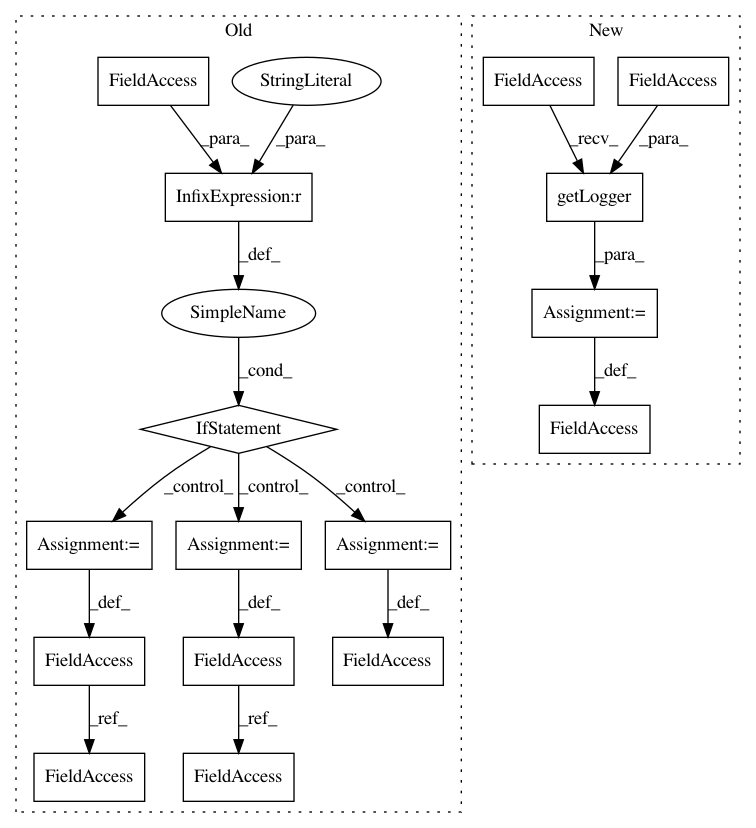 Old
New
FieldAccess
StringLiteral
FieldAccess
FieldAccess
_para_
_para_
_recv_
_para_
InfixExpression:r
getLogger
_def_
_para_
SimpleName
Assignment:=
_cond_
_def_
IfStatement
FieldAccess
_control_
_control_
_control_
Assignment:=
Assignment:=
Assignment:=
_def_
_def_
_def_
FieldAccess
FieldAccess
FieldAccess
_ref_
_ref_
FieldAccess
FieldAccess